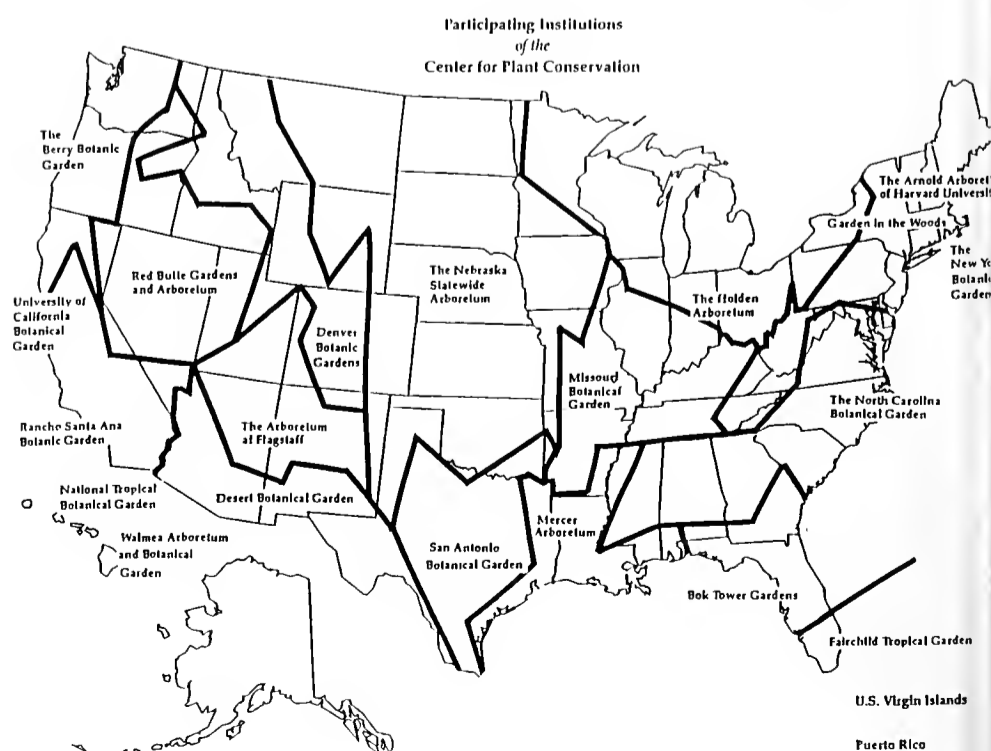 Participating Institutions
of the
Center for Plant Conservation
The
Berry Botanic
Garden
The Arnold Arboret
of Harvard Universit
Garden in the Woods
The
New Yo
Botani
Garden
Red Butte Gardens
and Arboretum
The Nebraska
Statewide
Arboretum
The Holden
Arboretum
University of
California
Botanical
Garden
Denver
Botanic
Gardens
Missouri
Botanical
Garden
The North Carolina
Botanical Garden
Rancho Santa Ana
Botanic Garden
The Arboretum
at Flagstaff
National Tropical
Botanical Garden
Desert Botanical Garden
Mercer
Arboretum
Waimea Arboretum
and Botanical
Garden
San Antonio
Botanical Garden
Bok Tower Gardens
Fairchild Tropical Garden
U.S. Virgin Islands
Puerto Rico